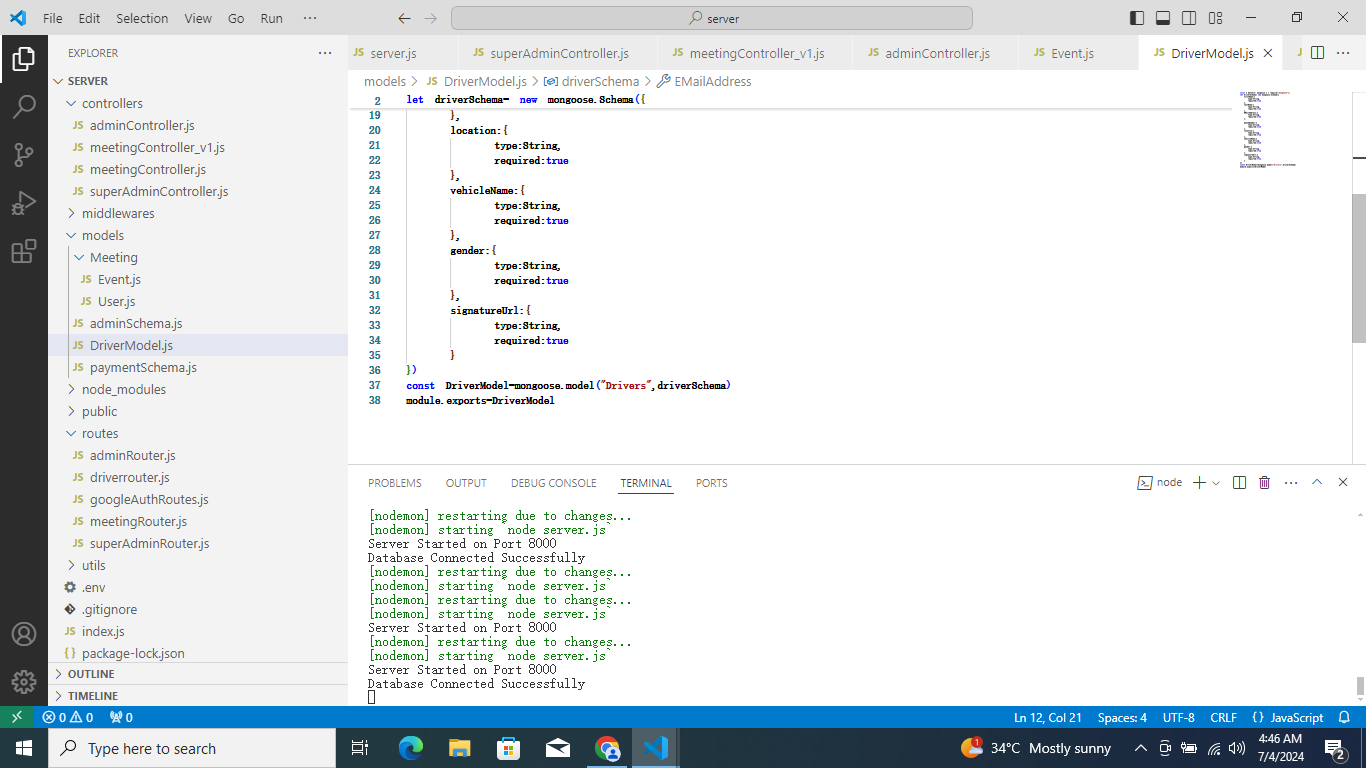 File Edit Selection View Go Run ···
server
EXPLORER ···
SERVER
controllers
JS adminController.js
JS meetingController_v1.js
JS meetingController.js
JS superAdminController.js
middlewares
models
Meeting
JS Event.js
JS User.js
JS adminSchema.js
JS DriverModel.js
JS paymentSchema.js
node_modules
public
routes
JS adminRouter.js
JS driverrouter.js
JS googleAuthRoutes.js
JS meetingRouter.js
JS superAdminRouter.js
utils
.env
.gitignore
JS index.js
{} package-lock.json
OUTLINE
TIMELINE
JS server.js JS superAdminController.js JS meetingController_v1.js JS adminController.js JS Event.js JS DriverModel.js
models > JS DriverModel.js > driverSchema > EMailAddress
2 let driverSchema= new mongoose.Schema({
19 },
20 location:{
21 type:String,
22 required:true
23 },
24 vehicleName:{
25 type:String,
26 required:true
27 },
28 gender:{
29 type:String,
30 required:true
31 },
32 signatureUrl:{
33 type:String,
34 required:true
35 }
36 })
37 const DriverModel=mongoose.model("Drivers",driverSchema)
38 module.exports=DriverModel
PROBLEMS OUTPUT DEBUG CONSOLE TERMINAL PORTS
node
[nodemon] restarting due to changes...
[nodemon] starting `node server.js`
Server Started on Port 8000
Database Connected Successfully
[nodemon] restarting due to changes...
[nodemon] starting `node server.js`
[nodemon] restarting due to changes...
[nodemon] starting `node server.js`
Server Started on Port 8000
[nodemon] restarting due to changes...
[nodemon] starting `node server.js`
Server Started on Port 8000
Database Connected Successfully
0 0 0
Ln 12, Col 21 Spaces: 4 UTF-8 CRLF {} JavaScript
Type here to search
1 34°C Mostly sunny
4:46 AM
7/4/2024
2